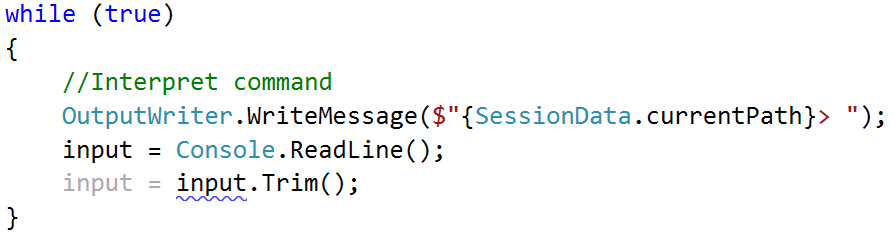 while (true)
{
    //Interpret command
    OutputWriter.WriteMessage($"{SessionData.currentPath}> ");
    input = Console.ReadLine();
    input = input.Trim();
}